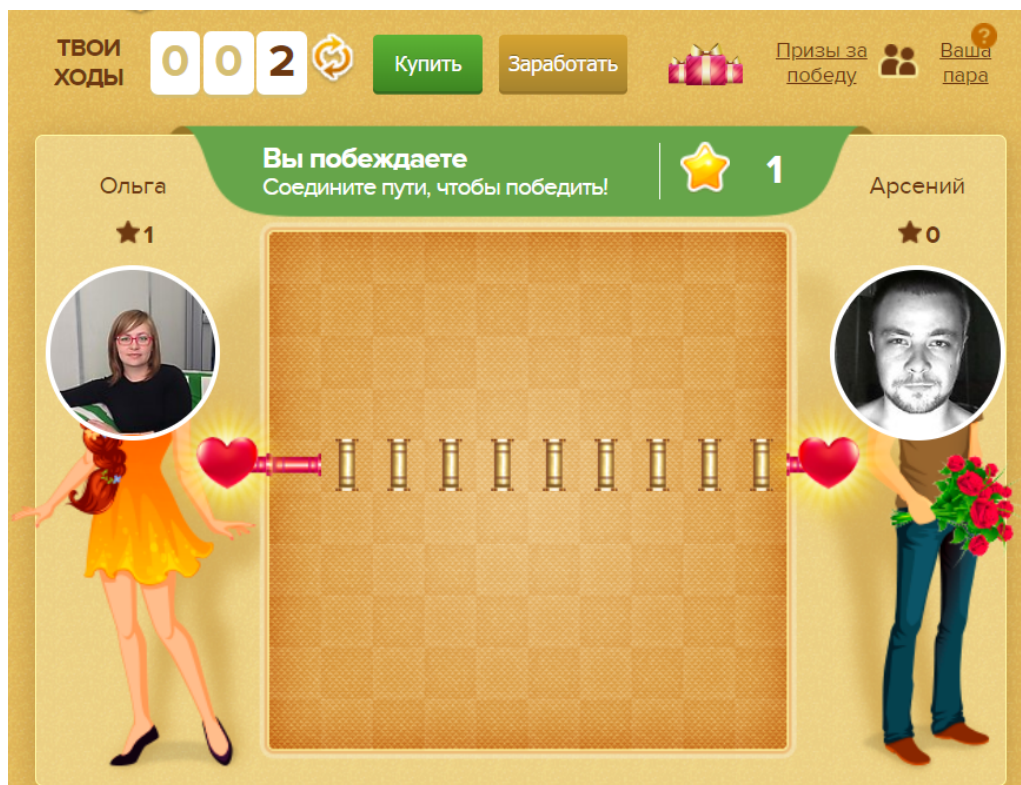 ТВОИ
ХОДЫ
0 0 2
Купить
Заработать
Призы за
победу
Ваша
пара
?
Вы побеждаете
Соедините пути, чтобы победить!
1
Ольга
1
Арсений
0